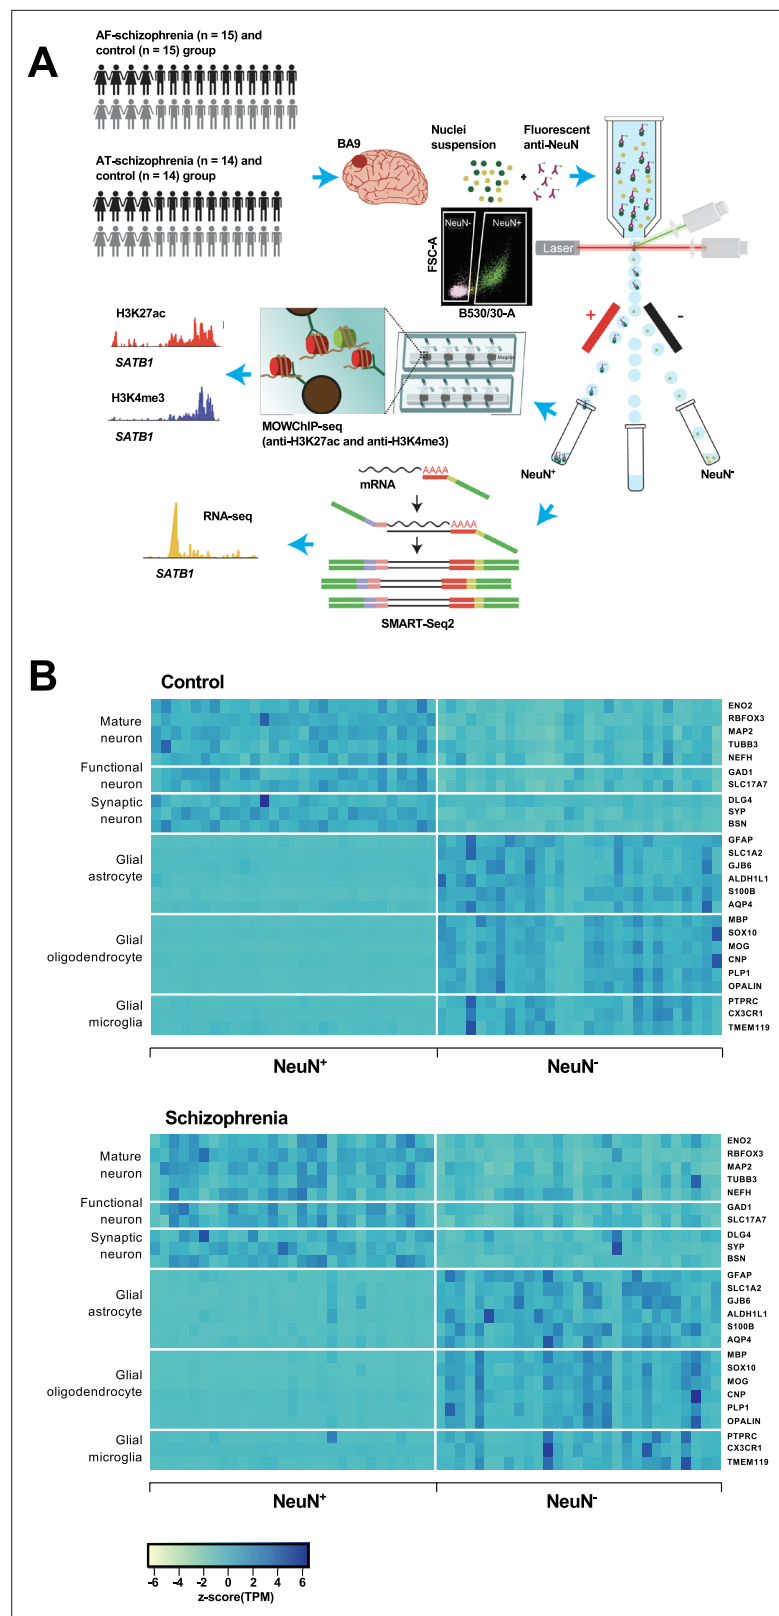 AF-schizophrenia (n = 15) and
control (n = 15) group
A
AT-schizophrenia (n = 14) and
control (n = 14) group
BA9
Nuclei
suspension
+
Fluorescent
anti-NeuN
NeuN-
NeuN+
FSC-A
B530/30-A
Laser
+
-
NeuN+
NeuN-
H3K27ac
SATB1
H3K4me3
SATB1
Magnet
MOWChIP-seq
(anti-H3K27ac and anti-H3K4me3)
AAAA
mRNA
AAAA
SMART-Seq2
RNA-seq
SATB1
B
Control
Mature
neuron
Functional
neuron
Synaptic
neuron
Glial
astrocyte
Glial
oligodendrocyte
Glial
microglia
ENO2
RBFOX3
MAP2
TUBB3
NEFH
GAD1
SLC17A7
DLG4
SYP
BSN
GFAP
SLC1A2
GJB6
ALDH1L1
S100B
AQP4
MBP
SOX10
MOG
CNP
PLP1
OPALIN
PTPRC
CX3CR1
TMEM119
NeuN+
NeuN-
Schizophrenia
Mature
neuron
Functional
neuron
Synaptic
neuron
Glial
astrocyte
Glial
oligodendrocyte
Glial
microglia
ENO2
RBFOX3
MAP2
TUBB3
NEFH
GAD1
SLC17A7
DLG4
SYP
BSN
GFAP
SLC1A2
GJB6
ALDH1L1
S100B
AQP4
MBP
SOX10
MOG
CNP
PLP1
OPALIN
PTPRC
CX3CR1
TMEM119
NeuN+
NeuN-
-6 -4 -2 0 2 4 6
z-score(TPM)